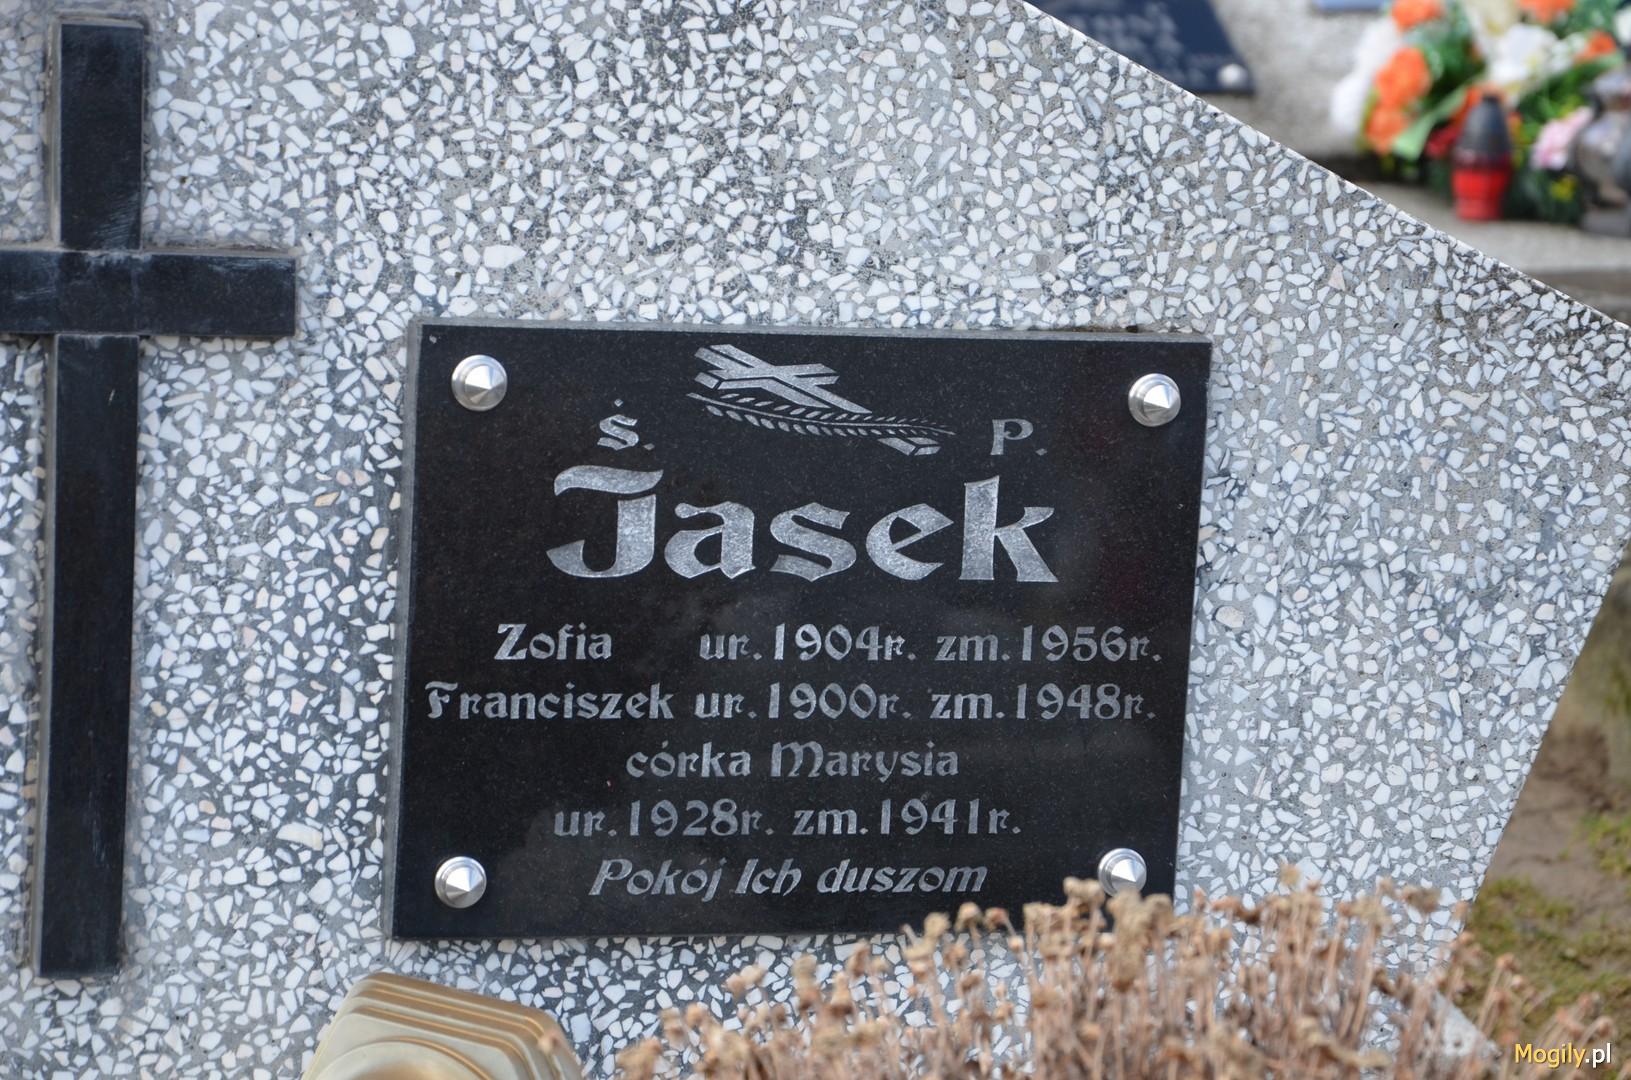 Ś. P.
Jasek
Zofia ur. 1904r. zm. 1956r.
Franciszek ur. 1900r. zm. 1948r.
córka Marysia
ur. 1928r. zm. 1941r.
Pokój Ich duszom
Mogily.pl